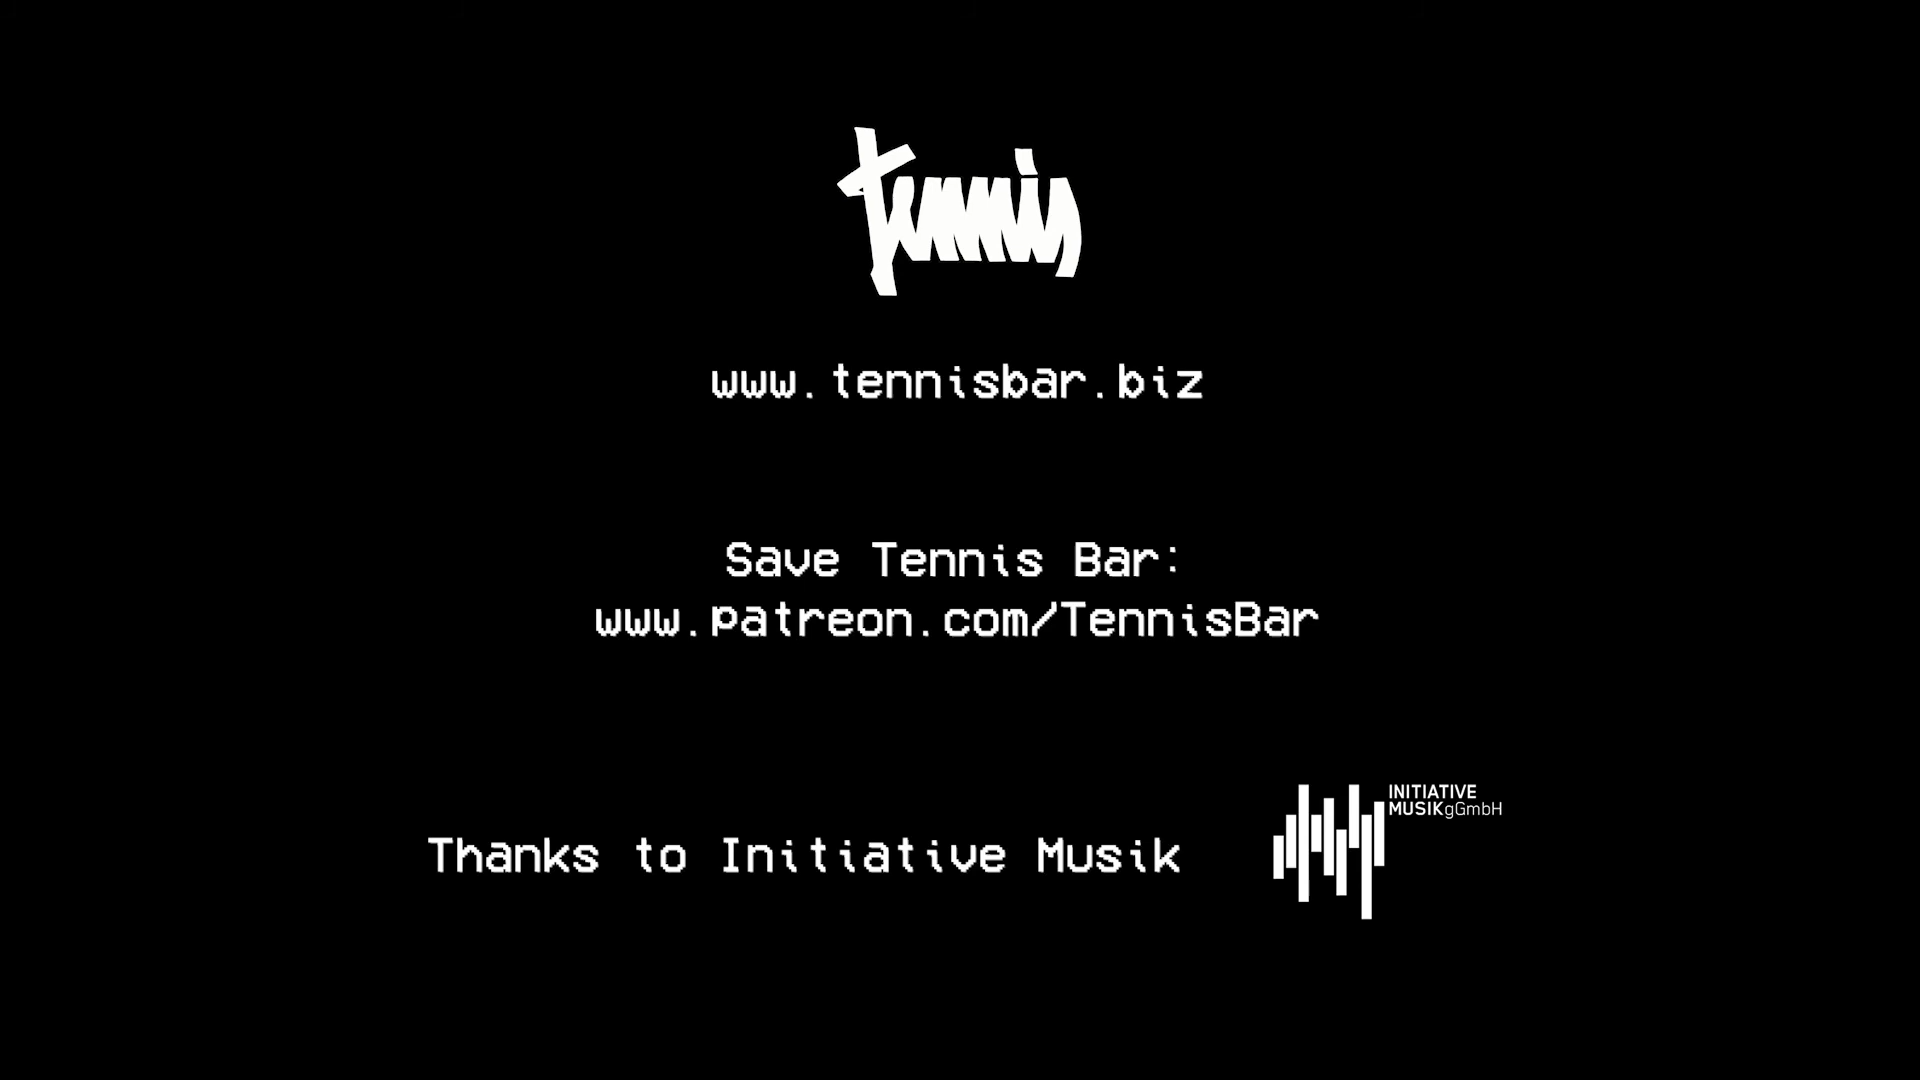 tennis
www.tennisbar.biz
Save Tennis Bar:
www.patreon.com/TennisBar
Thanks to Initiative Musik
INITIATIVE
MUSIKgGmbH